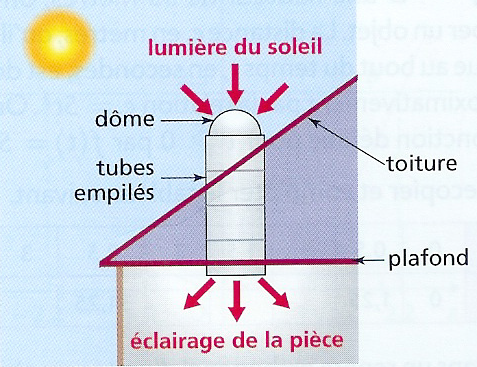 lumière du soleil
dôme
tubes
empilés
toiture
plafond
éclairage de la pièce